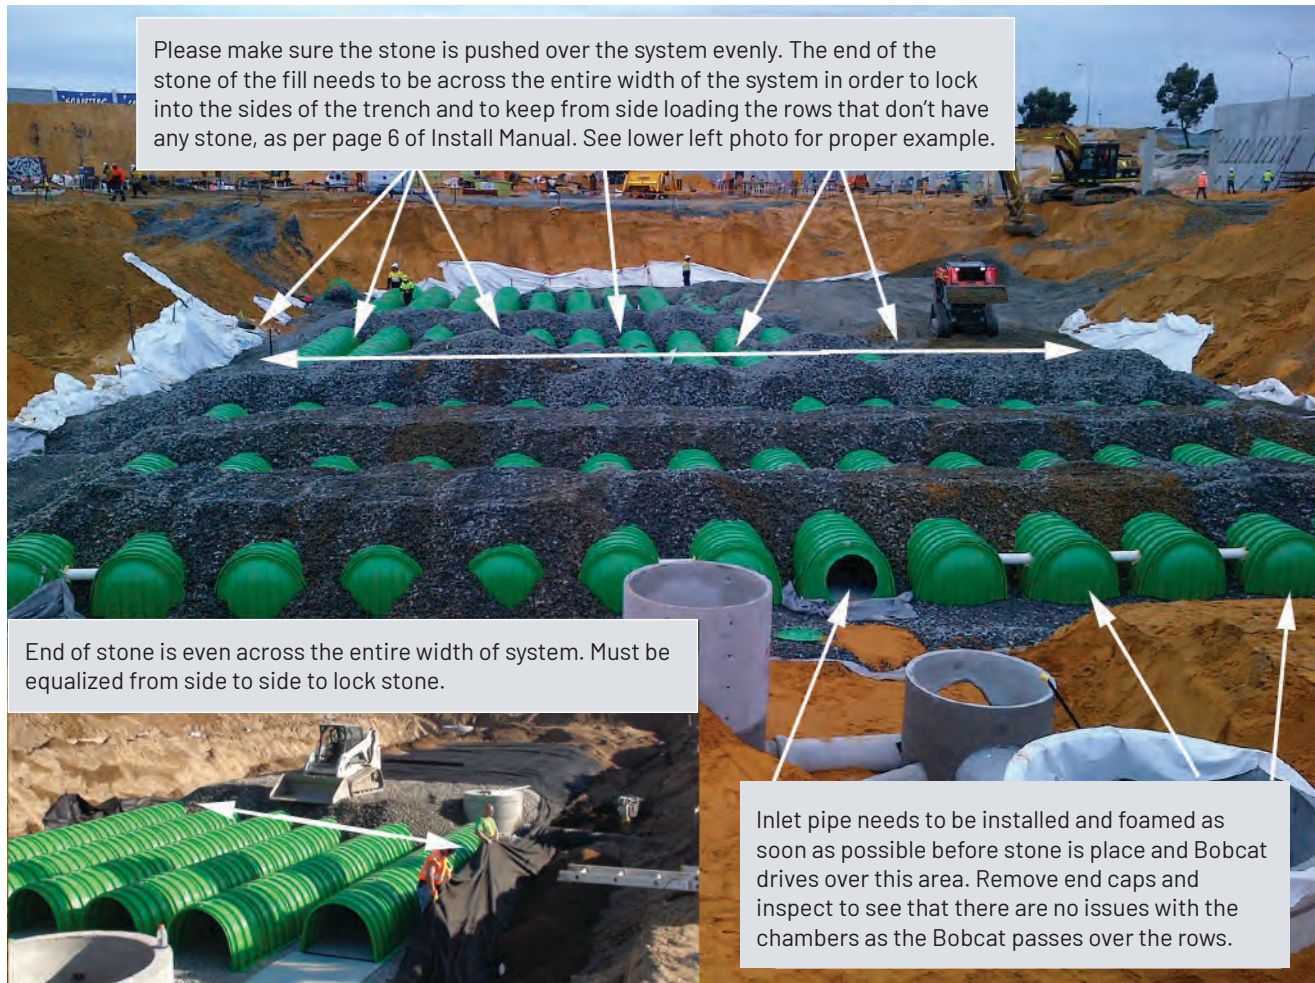 Please make sure the stone is pushed over the system evenly. The end of the
stone of the fill needs to be across the entire width of the system in order to lock
into the sides of the trench and to keep from side loading the rows that don’t have
any stone, as per page 6 of Install Manual. See lower left photo for proper example.
End of stone is even across the entire width of system. Must be
equalized from side to side to lock stone.
Inlet pipe needs to be installed and foamed as
soon as possible before stone is place and Bobcat
drives over this area. Remove end caps and
inspect to see that there are no issues with the
chambers as the Bobcat passes over the rows.